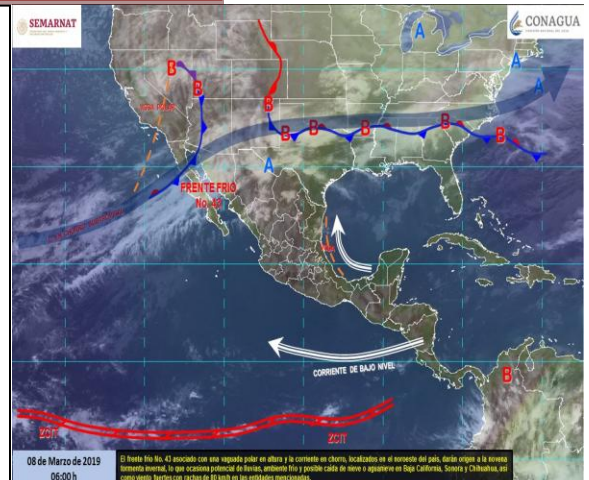 SEMARNAT
CONAGUA
A
A
A
B
B
B
B
B
B
B
B
A
FRENTE FRIO
No. 43
CORRIENTE DE BAJO NIVEL
B
ZCIT
ZCIT
08 de Marzo de 2019
06:00 h
El frente frío No. 43 asociado con una vaguada polar en altura y la corriente en chorro, localizados en el noroeste del país, darán origen a la novena
tormenta invernal, lo que ocasiona potencial de lluvias, ambiente frío y posible caída de nieve o aguanieve en Baja California, Sonora y Chihuahua, así
como viento fuertes con rachas de 80 km/h en las entidades mencionadas.